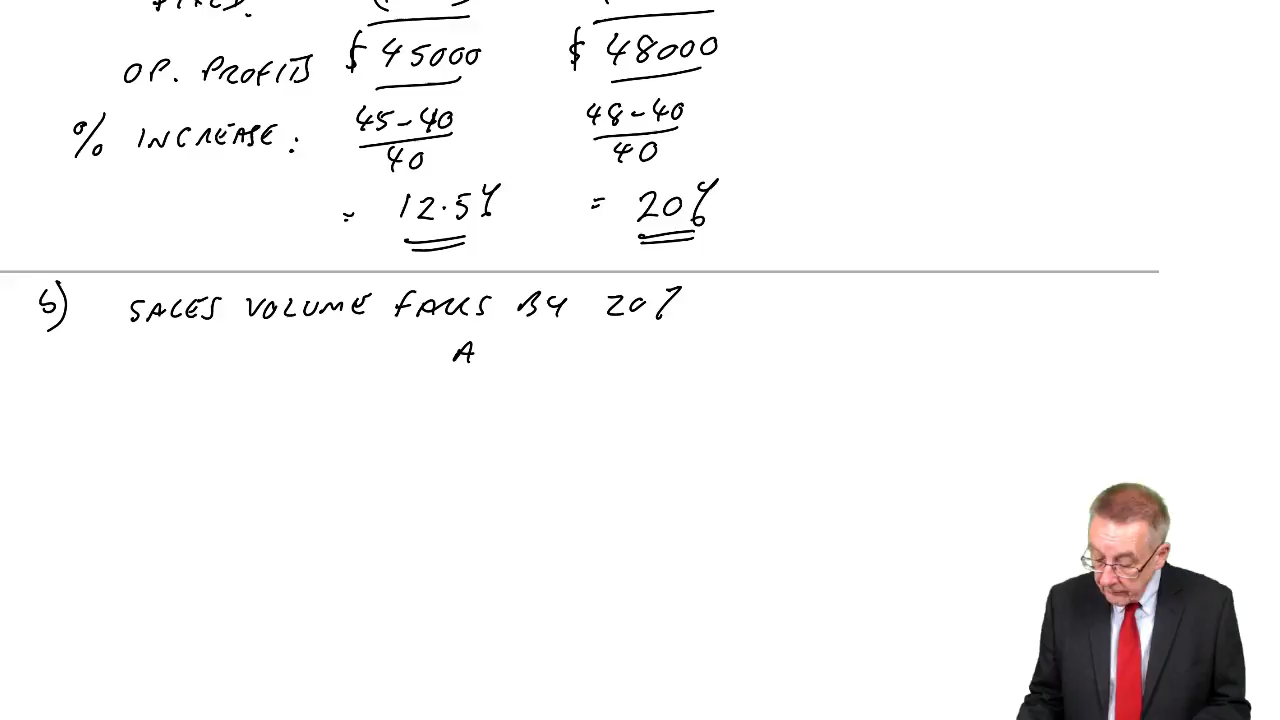 FIXED.
OP. PROFITS $ 45000 $ 48000
% INCREASE: 45-40 48-40
40 40
= 12.5% = 20%
b) SALES VOLUME FALLS BY 20%
A